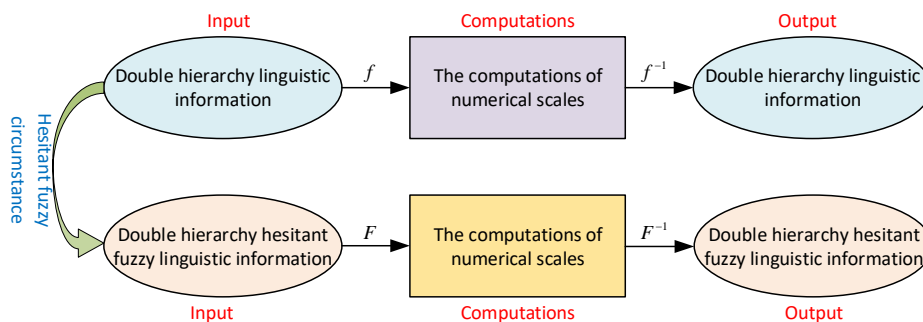 Input
Computations
Output
Double hierarchy linguistic
information
f
The computations of
numerical scales
f⁻¹
Double hierarchy linguistic
information
Hesitant fuzzy
circumstance
Double hierarchy hesitant
fuzzy linguistic information
F
The computations of
numerical scales
F⁻¹
Double hierarchy hesitant
fuzzy linguistic information
Input
Computations
Output